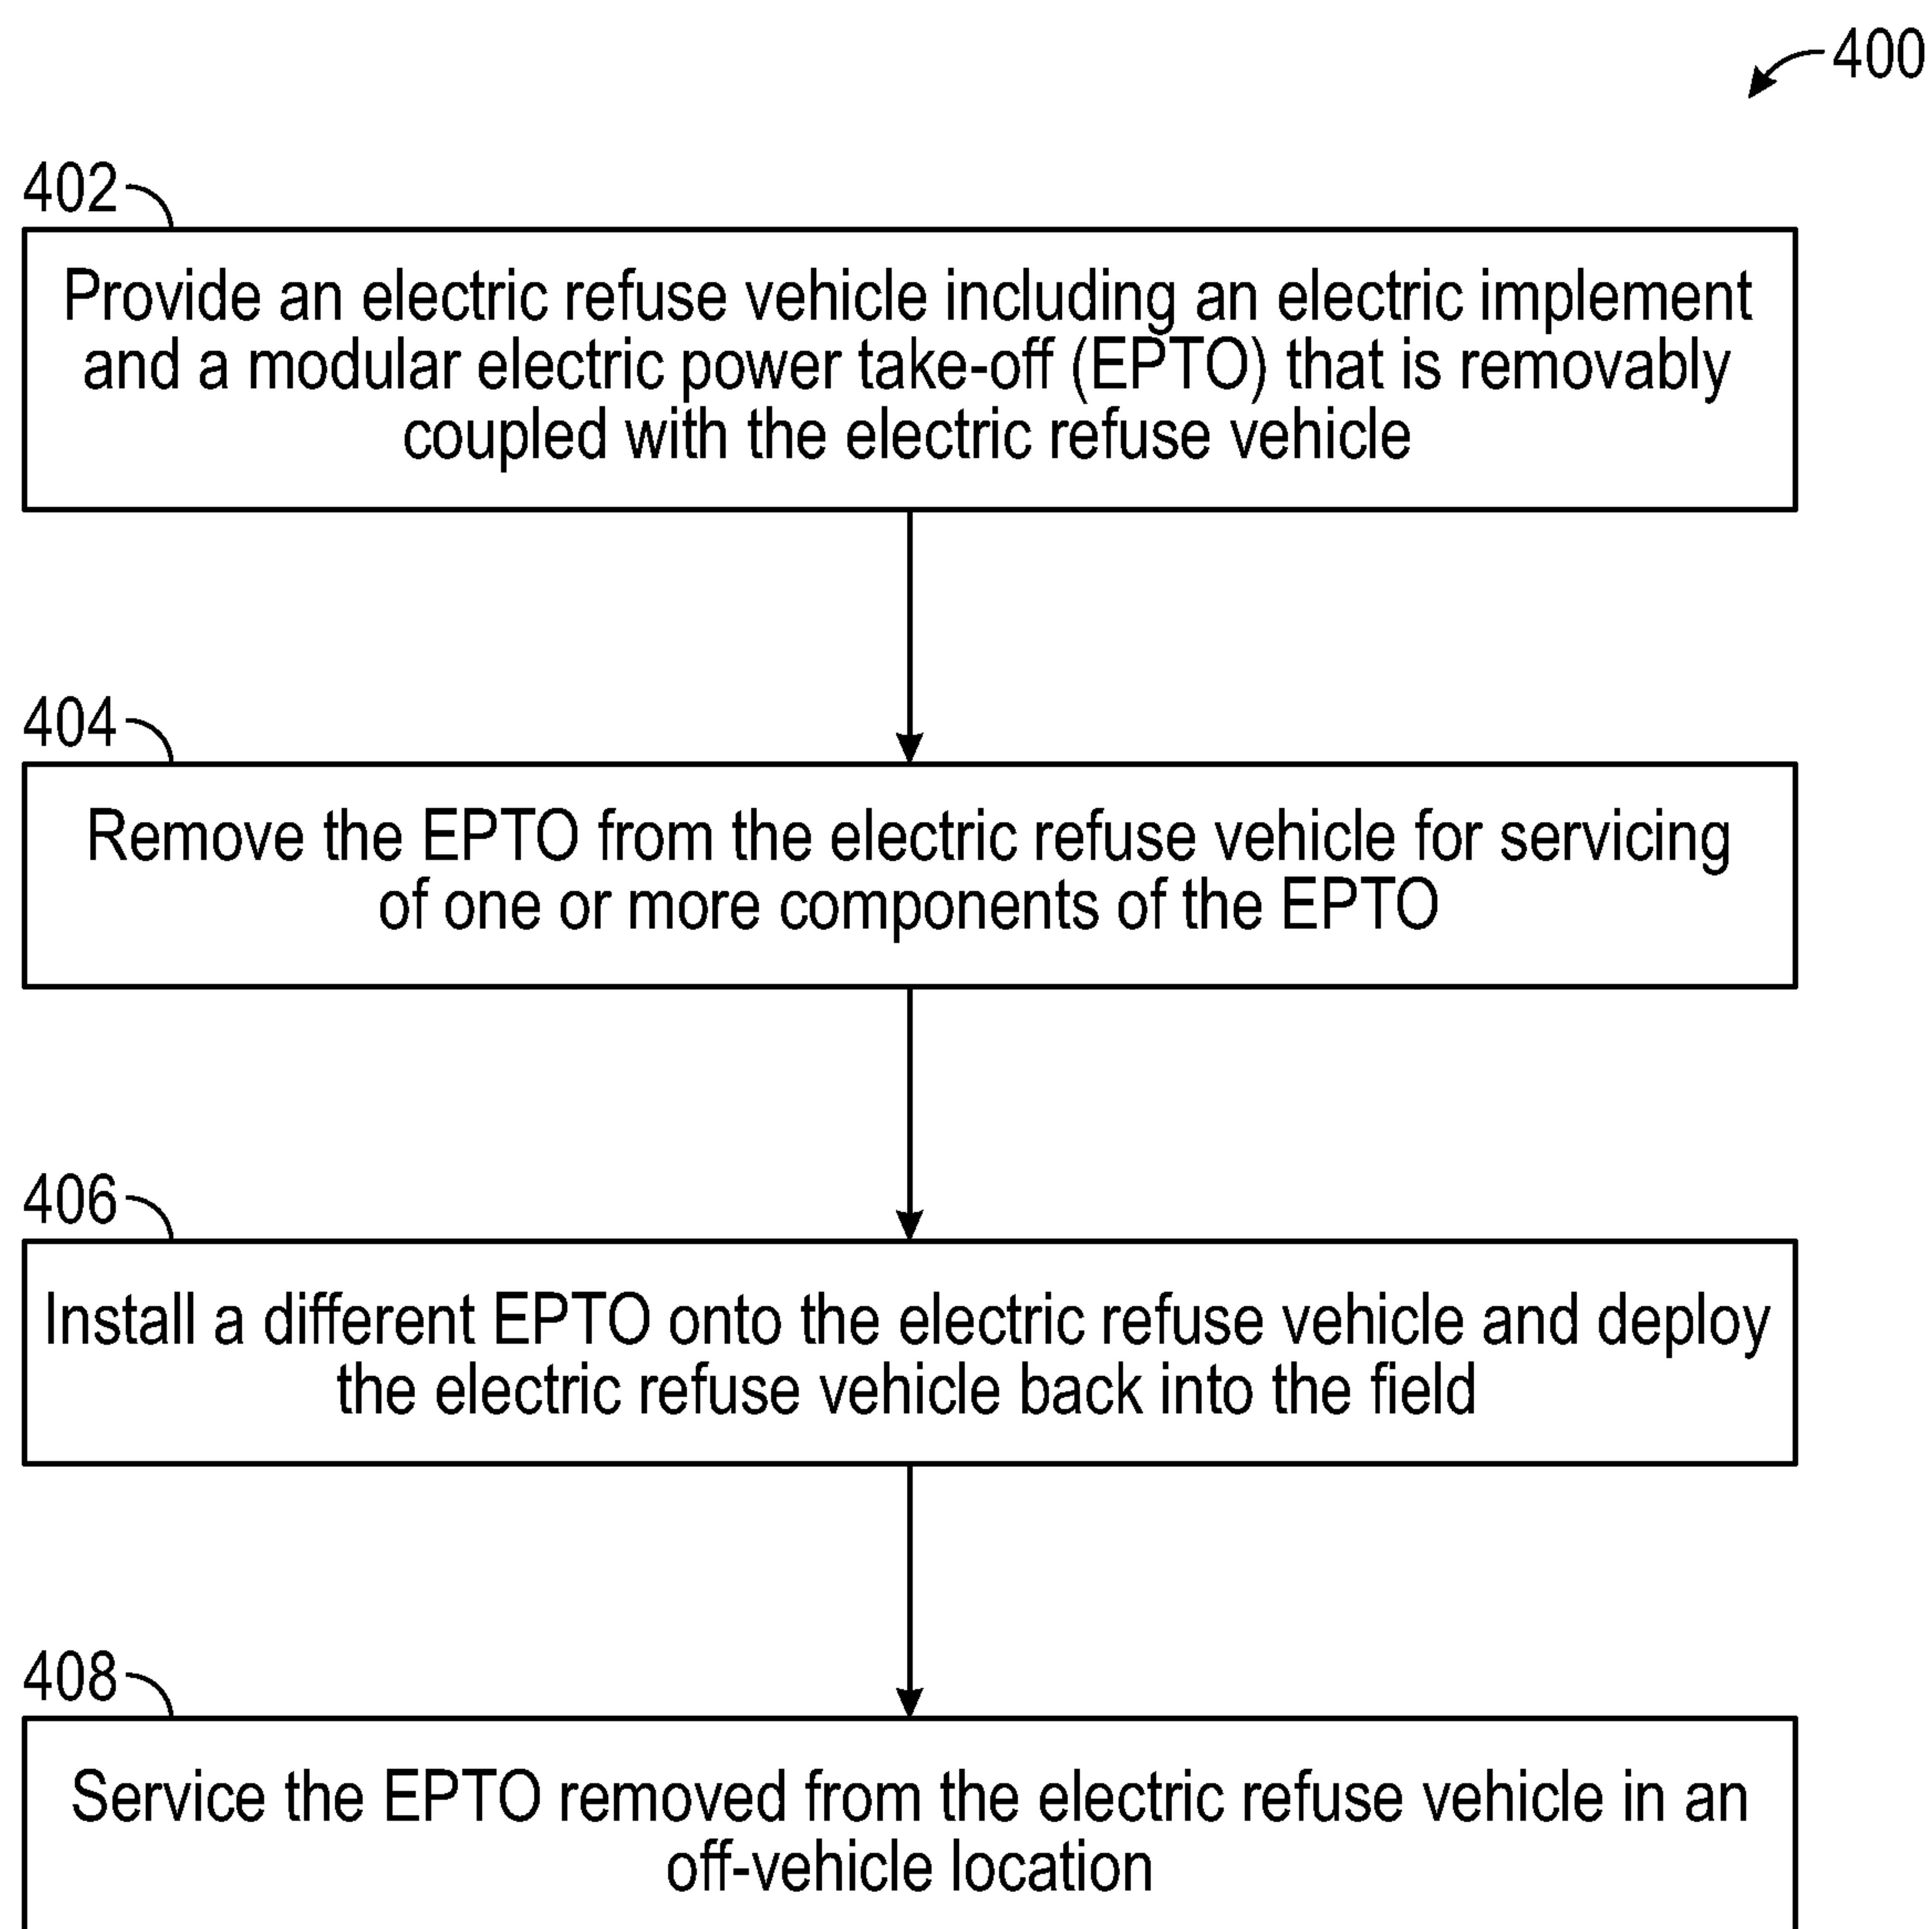 400
402
Provide an electric refuse vehicle including an electric implement
and a modular electric power take-off (EPTO) that is removably
coupled with the electric refuse vehicle
404
Remove the EPTO from the electric refuse vehicle for servicing
of one or more components of the EPTO
406
Install a different EPTO onto the electric refuse vehicle and deploy
the electric refuse vehicle back into the field
408
Service the EPTO removed from the electric refuse vehicle in an
off-vehicle location